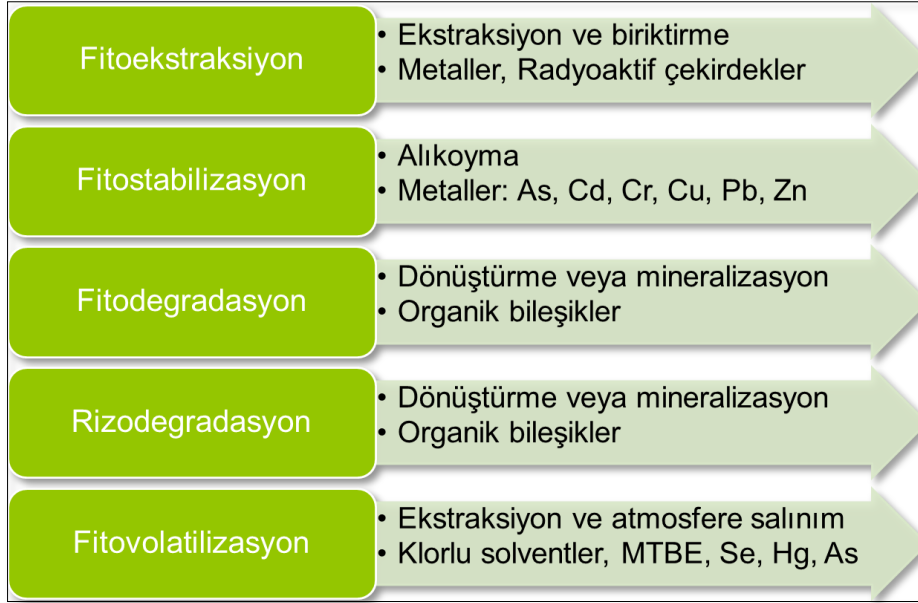 Fitoekstraksiyon
• Ekstraksiyon ve biriktirme
• Metaller, Radyoaktif çekirdekler
Fitostabilizasyon
• Alıkoyma
• Metaller: As, Cd, Cr, Cu, Pb, Zn
Fitodegradasyon
• Dönüştürme veya mineralizasyon
• Organik bileşikler
Rizodegradasyon
• Dönüştürme veya mineralizasyon
• Organik bileşikler
Fitovolatilizasyon
• Ekstraksiyon ve atmosfere salınım
• Klorlu solventler, MTBE, Se, Hg, As